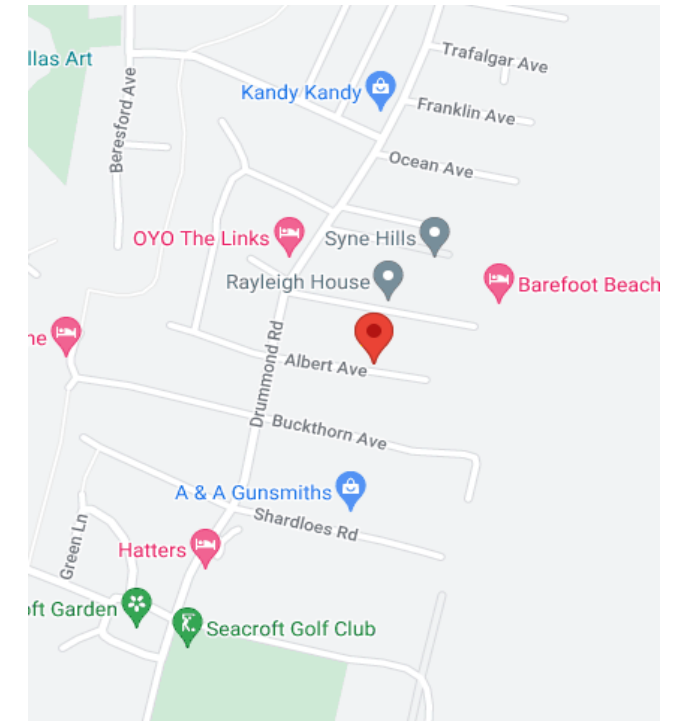 Trafalgar Ave
llas Art
Kandy Kandy
Beresford Ave
Franklin Ave
Ocean Ave
OYO The Links
Syne Hills
Rayleigh House
Barefoot Beach
ne
Drummond Rd
Albert Ave
Buckthorn Ave
A & A Gunsmiths
Shardloes Rd
Green Ln
Hatters
oft Garden
Seacroft Golf Club